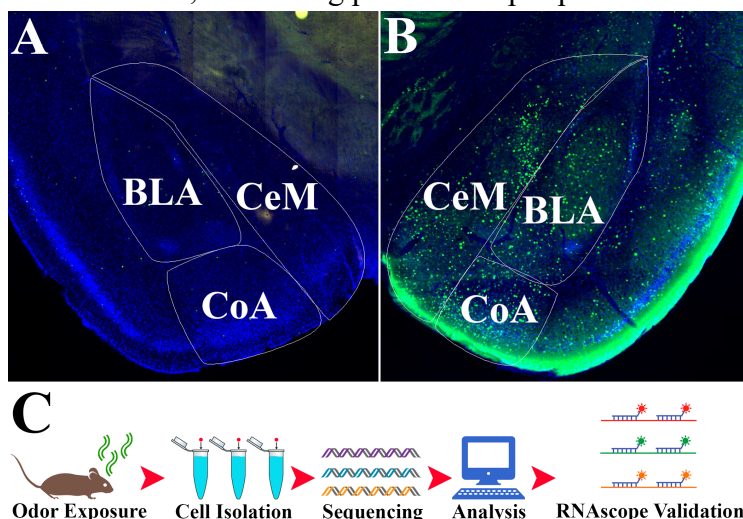 A
B
BLA
CeM
CoA
CeM
BLA
CoA
C
Odor Exposure
Cell Isolation
Sequencing
Analysis
RNAscope Validation